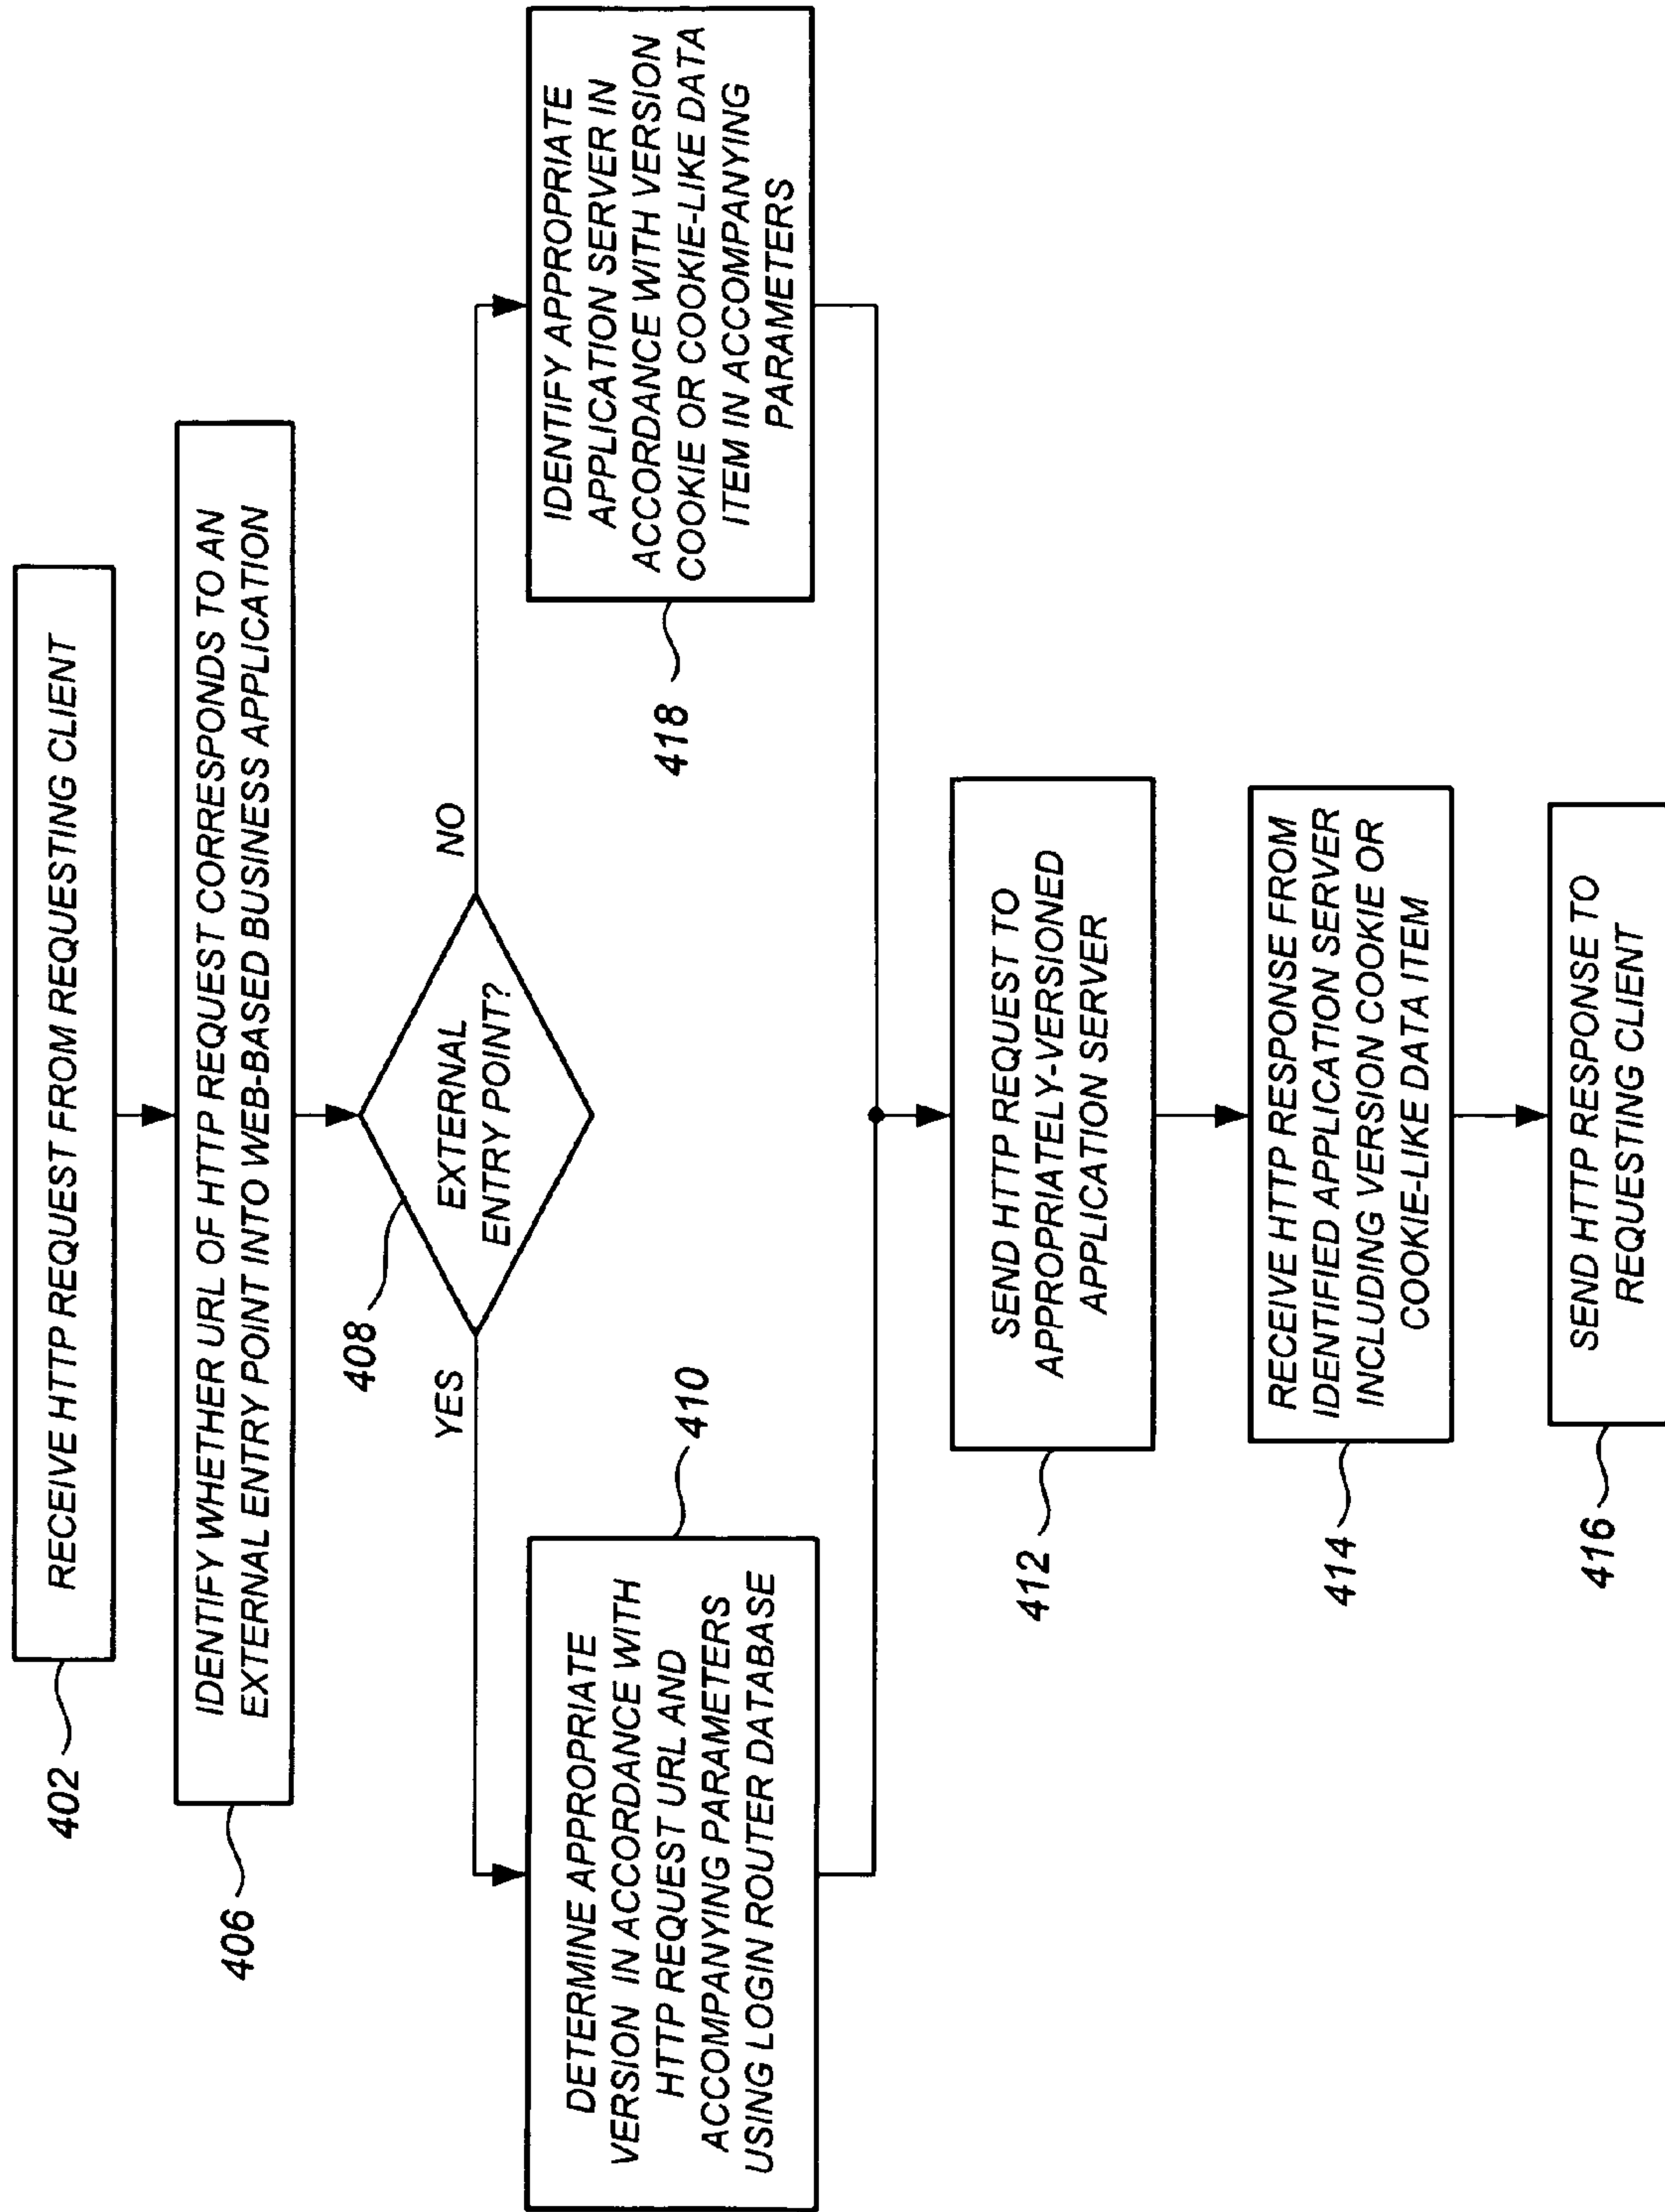 402
RECEIVE HTTP REQUEST FROM REQUESTING CLIENT
406
IDENTIFY WHETHER URL OF HTTP REQUEST CORRESPONDS TO AN
EXTERNAL ENTRY POINT INTO WEB-BASED BUSINESS APPLICATION
408
EXTERNAL
ENTRY POINT?
YES
NO
410
DETERMINE APPROPRIATE
VERSION IN ACCORDANCE WITH
HTTP REQUEST URL AND
ACCOMPANYING PARAMETERS
USING LOGIN ROUTER DATABASE
418
IDENTIFY APPROPRIATE
APPLICATION SERVER IN
ACCORDANCE WITH VERSION
COOKIE OR COOKIE-LIKE DATA
ITEM IN ACCOMPANYING
PARAMETERS
412
SEND HTTP REQUEST TO
APPROPRIATELY-VERSIONED
APPLICATION SERVER
414
RECEIVE HTTP RESPONSE FROM
IDENTIFIED APPLICATION SERVER
INCLUDING VERSION COOKIE OR
COOKIE-LIKE DATA ITEM
416
SEND HTTP RESPONSE TO
REQUESTING CLIENT